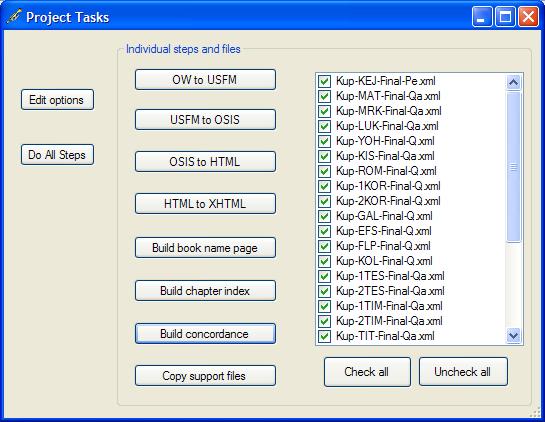 Project Tasks
Individual steps and files
Edit options
Do All Steps
OW to USFM
USFM to OSIS
OSIS to HTML
HTML to XHTML
Build book name page
Build chapter index
Build concordance
Copy support files
Kup-KEJ-Final-Pe.xml
Kup-MAT-Final-Qa.xml
Kup-MRK-Final-Qa.xml
Kup-LUK-Final-Qa.xml
Kup-YOH-Final-Q.xml
Kup-KIS-Final-Qa.xml
Kup-ROM-Final-Qa.xml
Kup-1KOR-Final-Q.xml
Kup-2KOR-Final-Q.xml
Kup-GAL-Final-Q.xml
Kup-EFS-Final-Q.xml
Kup-FLP-Final-Q.xml
Kup-KOL-Final-Q.xml
Kup-1TES-Final-Qa.xml
Kup-2TES-Final-Qa.xml
Kup-1TIM-Final-Qa.xml
Kup-2TIM-Final-Qa.xml
Kup-TIT-Final-Qa.xml
Check all
Uncheck all